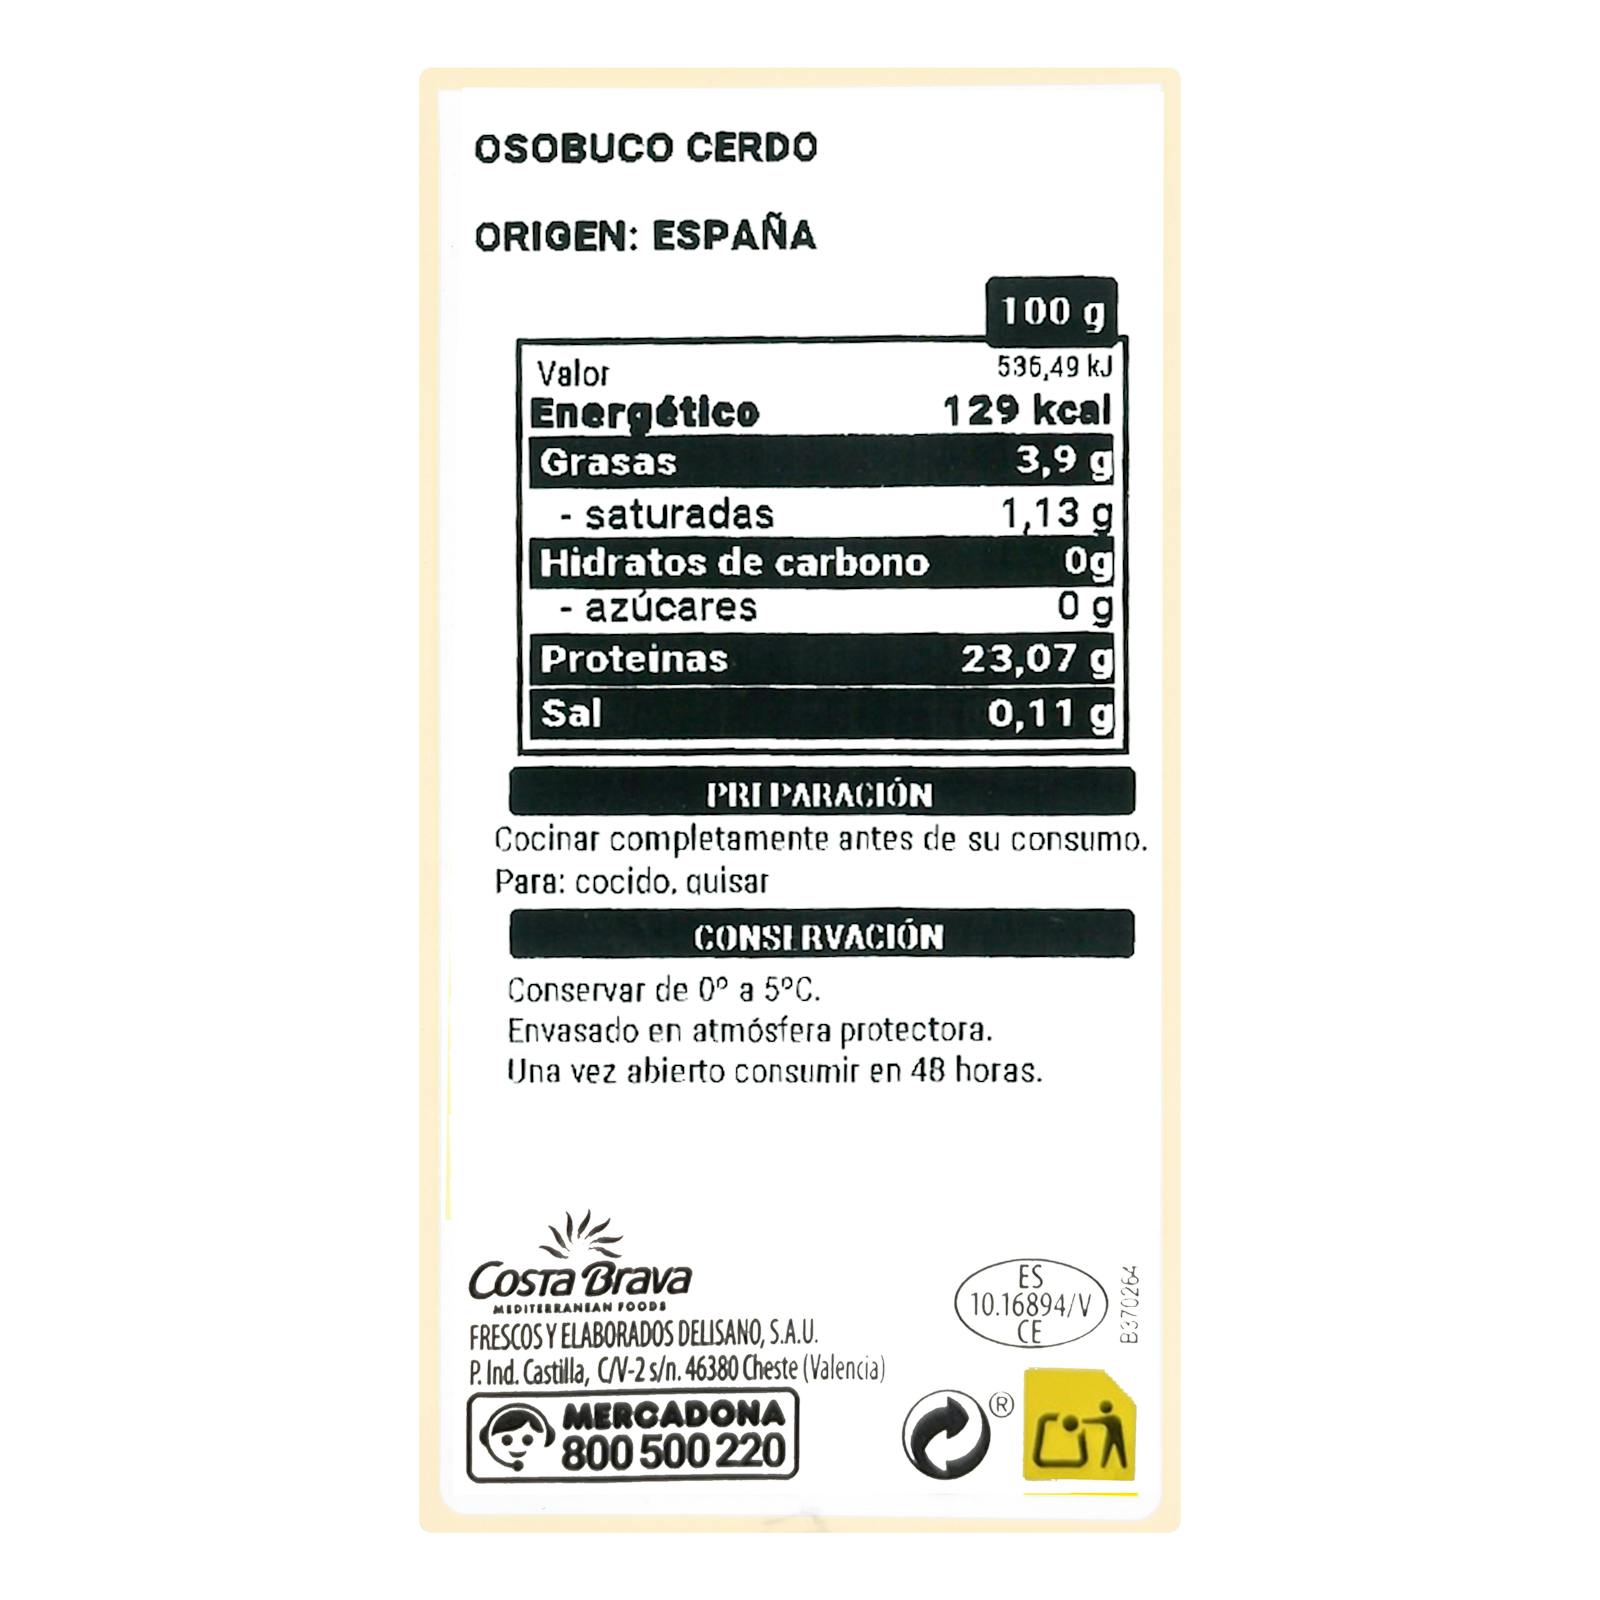 OSOBUCO CERDO
ORIGEN: ESPAÑA
100 g
Valor 536,49 kJ
Energético 129 kcal
Grasas 3,9 g
- saturadas 1,13 g
Hidratos de carbono 0g
- azúcares 0 g
Proteinas 23,07 g
Sal 0,11 g
PREPARACIÓN
Cocinar completamente antes de su consumo.
Para: cocido, guisar
CONSERVACIÓN
Conservar de 0º a 5ºC.
Envasado en atmósfera protectora.
Una vez abierto consumir en 48 horas.
Costa Brava
MEDITERRANEAN FOODS
FRESCOS Y ELABORADOS DELISANO, S.A.U.
P. Ind. Castilla, C/V-2 s/n. 46380 Cheste (Valencia)
MERCADONA
800 500 220
ES
10.16894/V
CE
B370264
®